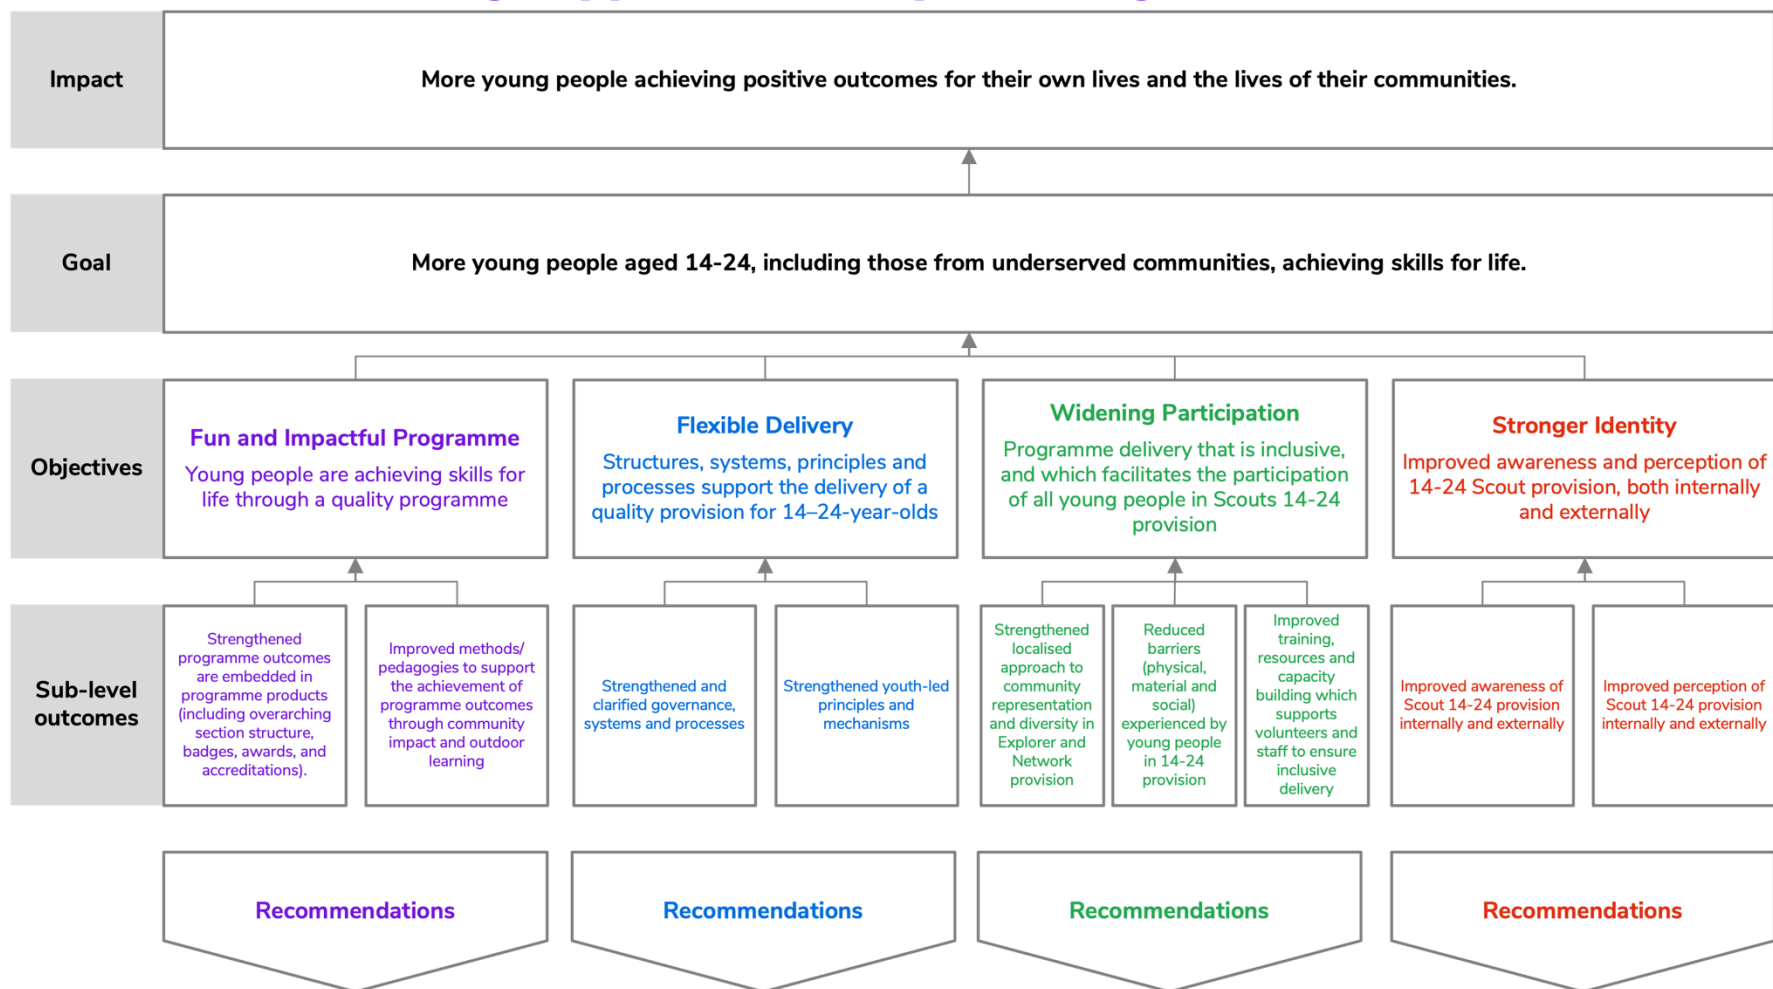 Impact
More young people achieving positive outcomes for their own lives and the lives of their communities.
Goal
More young people aged 14-24, including those from underserved communities, achieving skills for life.
Objectives
Fun and Impactful Programme
Young people are achieving skills for
life through a quality programme
Flexible Delivery
Structures, systems, principles and
processes support the delivery of a
quality provision for 14–24-year-olds
Widening Participation
Programme delivery that is inclusive,
and which facilitates the participation
of all young people in Scouts 14-24
provision
Stronger Identity
Improved awareness and perception of
14-24 Scout provision, both internally
and externally
Sub-level
outcomes
Strengthened
programme outcomes
are embedded in
programme products
(including overarching
section structure,
badges, awards, and
accreditations).
Improved methods/
pedagogies to support
the achievement of
programme outcomes
through community
impact and outdoor
learning
Strengthened and
clarified governance,
systems and processes
Strengthened youth-led
principles and
mechanisms
Strengthened
localised
approach to
community
representation
and diversity in
Explorer and
Network
provision
Reduced
barriers
(physical,
material and
social)
experienced by
young people
in 14-24
provision
Improved
training,
resources and
capacity
building which
supports
volunteers and
staff to ensure
inclusive
delivery
Improved awareness of
Scout 14-24 provision
internally and externally
Improved perception of
Scout 14-24 provision
internally and externally
Recommendations
Recommendations
Recommendations
Recommendations